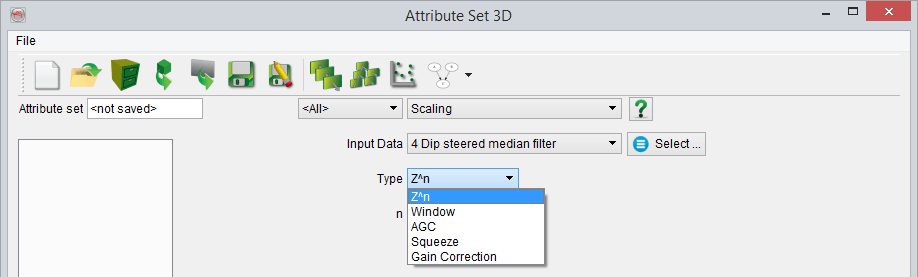 Attribute Set 3D
File
Attribute set <not saved> <All> Scaling ?
Input Data 4 Dip steered median filter Select ...
Type Z^n
Z^n
n Window
AGC
Squeeze
Gain Correction